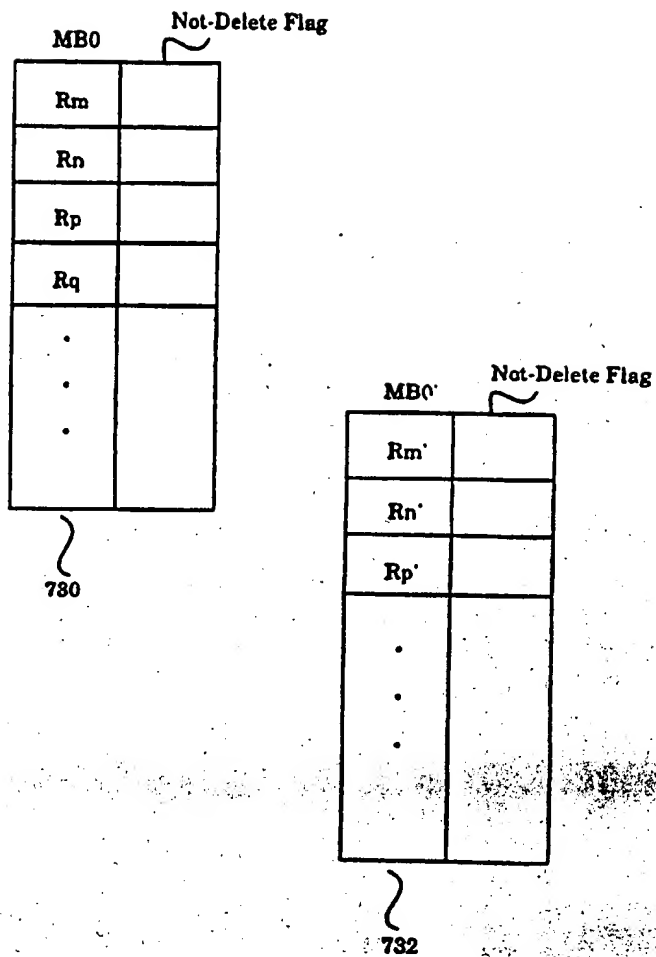 Not-Delete Flag
MB0
Rm
Rn
Rp
Rq
730
Not-Delete Flag
MB0'
Rm'
Rn'
Rp'
732